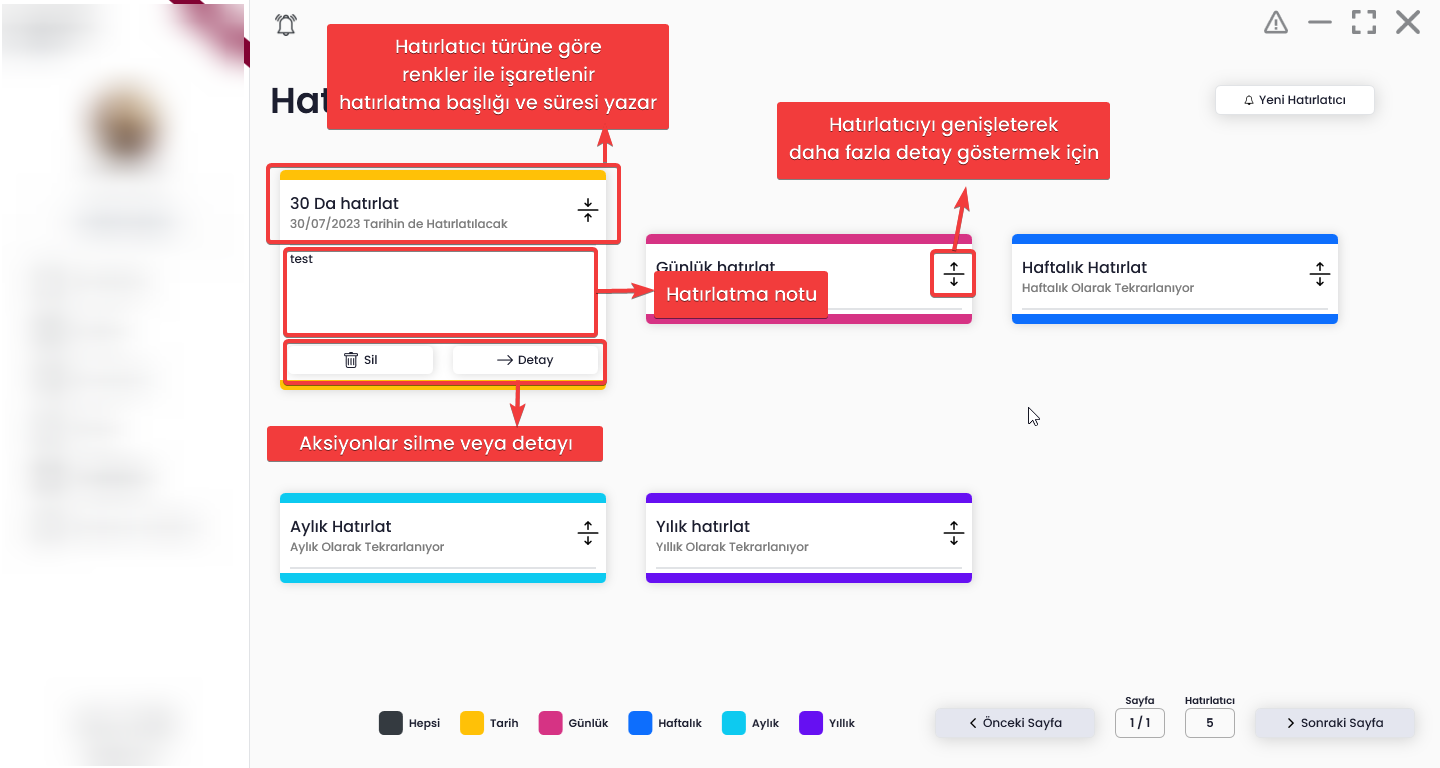 Hatırlatıcı türüne göre
renkler ile işaretlenir
hatırlatma başlığı ve süresi yazar
Hat
Yeni Hatırlatıcı
Hatırlatıcıyı genişleterek
daha fazla detay göstermek için
30 Da hatırlat
30/07/2023 Tarihin de Hatırlatılacak
test
Sil
Detay
Günlük hatırlat
Hatırlatma notu
Haftalık Hatırlat
Haftalık Olarak Tekrarlanıyor
Aksiyonlar silme veya detayı
Aylık Hatırlat
Aylık Olarak Tekrarlanıyor
Yıllık hatırlat
Yıllık Olarak Tekrarlanıyor
Hepsi
Tarih
Günlük
Haftalık
Aylık
Yıllık
Önceki Sayfa
Sayfa
1 / 1
Hatırlatıcı
5
Sonraki Sayfa